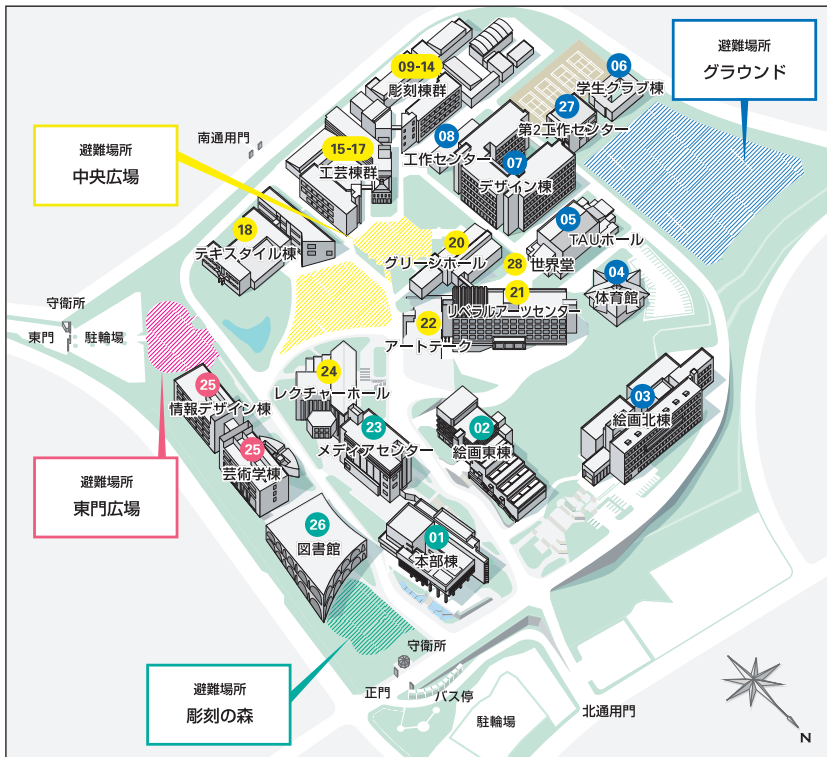 避難場所
グラウンド
06
学生クラブ棟
09-14
彫刻棟群
27
第2工作センター
08
工作センター
07
デザイン棟
避難場所
中央広場
南通用門
15-17
工芸棟群
18
テキスタイル棟
20
グリーンホール
05
TAUホール
28
世界堂
04
体育館
21
リベラルアーツセンター
22
アートテーク
守衛所
東門
駐輪場
24
レクチャーホール
25
情報デザイン棟
23
メディアセンター
02
絵画東棟
03
絵画北棟
25
芸術学棟
避難場所
東門広場
26
図書館
01
本部棟
守衛所
正門
バス停
避難場所
彫刻の森
駐輪場
北通用門
N